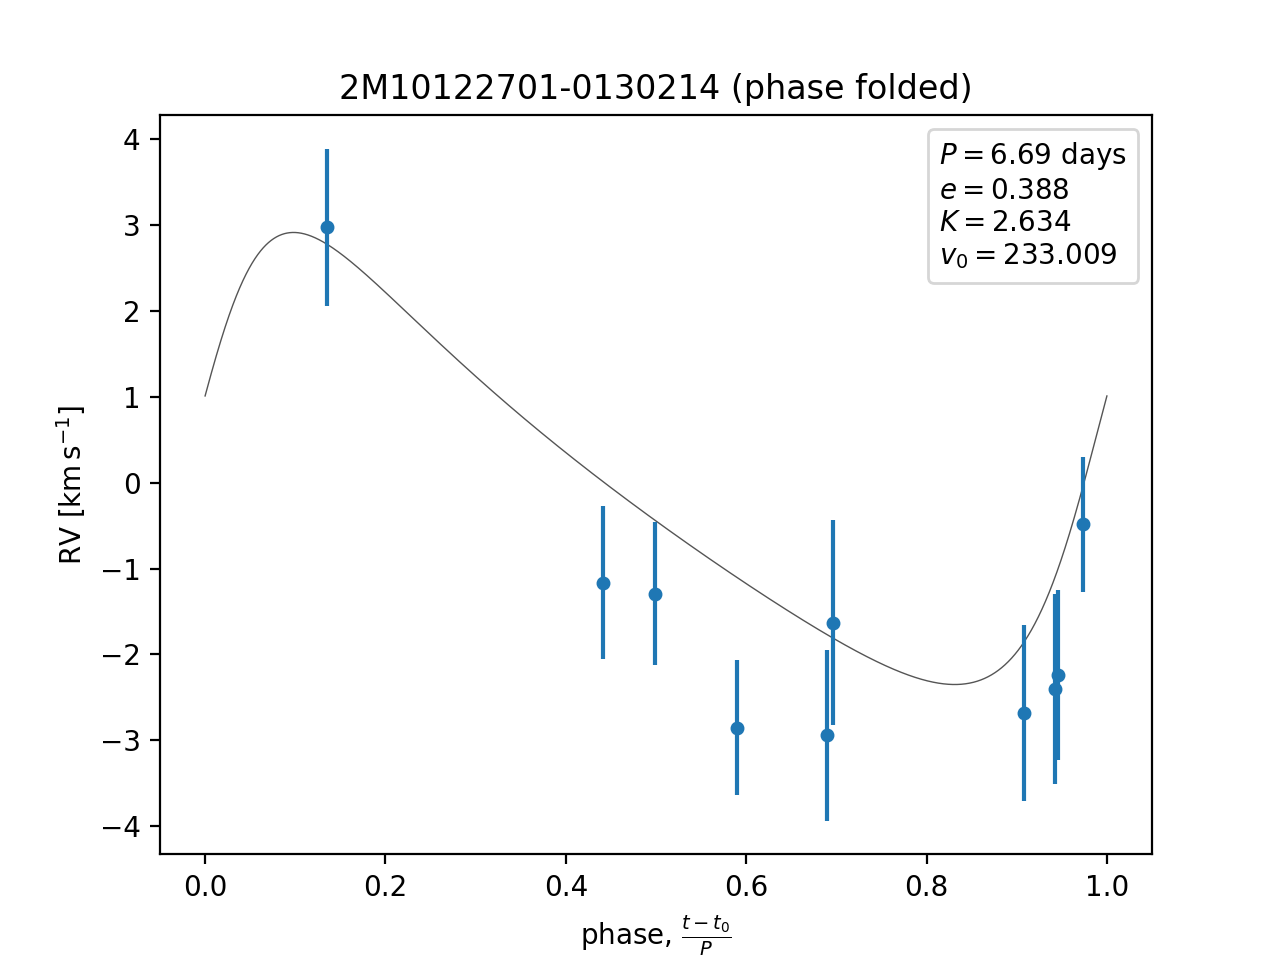 2M10122701-0130214 (phase folded)
P = 6.69 days
e = 0.388
K = 2.634
v₀ = 233.009
RV [km s⁻¹]
4
3
2
1
0
−1
−2
−3
−4
0.0 0.2 0.4 0.6 0.8 1.0
phase, (t − t₀)/P